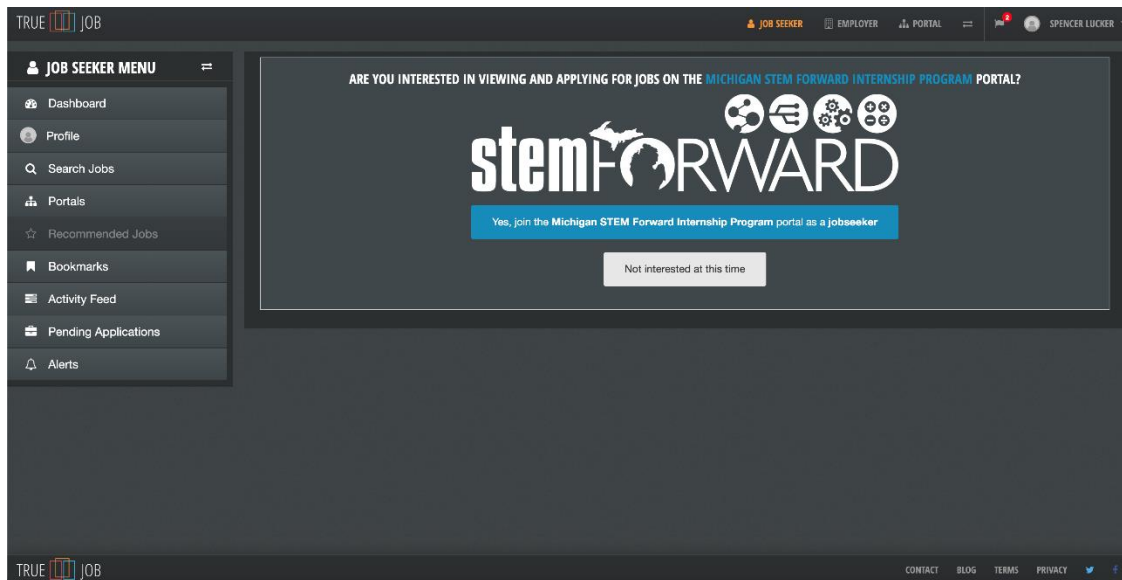 TRUE JOB
JOB SEEKER
EMPLOYER
PORTAL
2
SPENCER LUCKER
JOB SEEKER MENU
Dashboard
Profile
Search Jobs
Portals
Recommended Jobs
Bookmarks
Activity Feed
Pending Applications
Alerts
ARE YOU INTERESTED IN VIEWING AND APPLYING FOR JOBS ON THE MICHIGAN STEM FORWARD INTERNSHIP PROGRAM PORTAL?
stemFORWARD
Yes, join the Michigan STEM Forward Internship Program portal as a jobseeker
Not interested at this time
TRUE JOB
CONTACT
BLOG
TERMS
PRIVACY